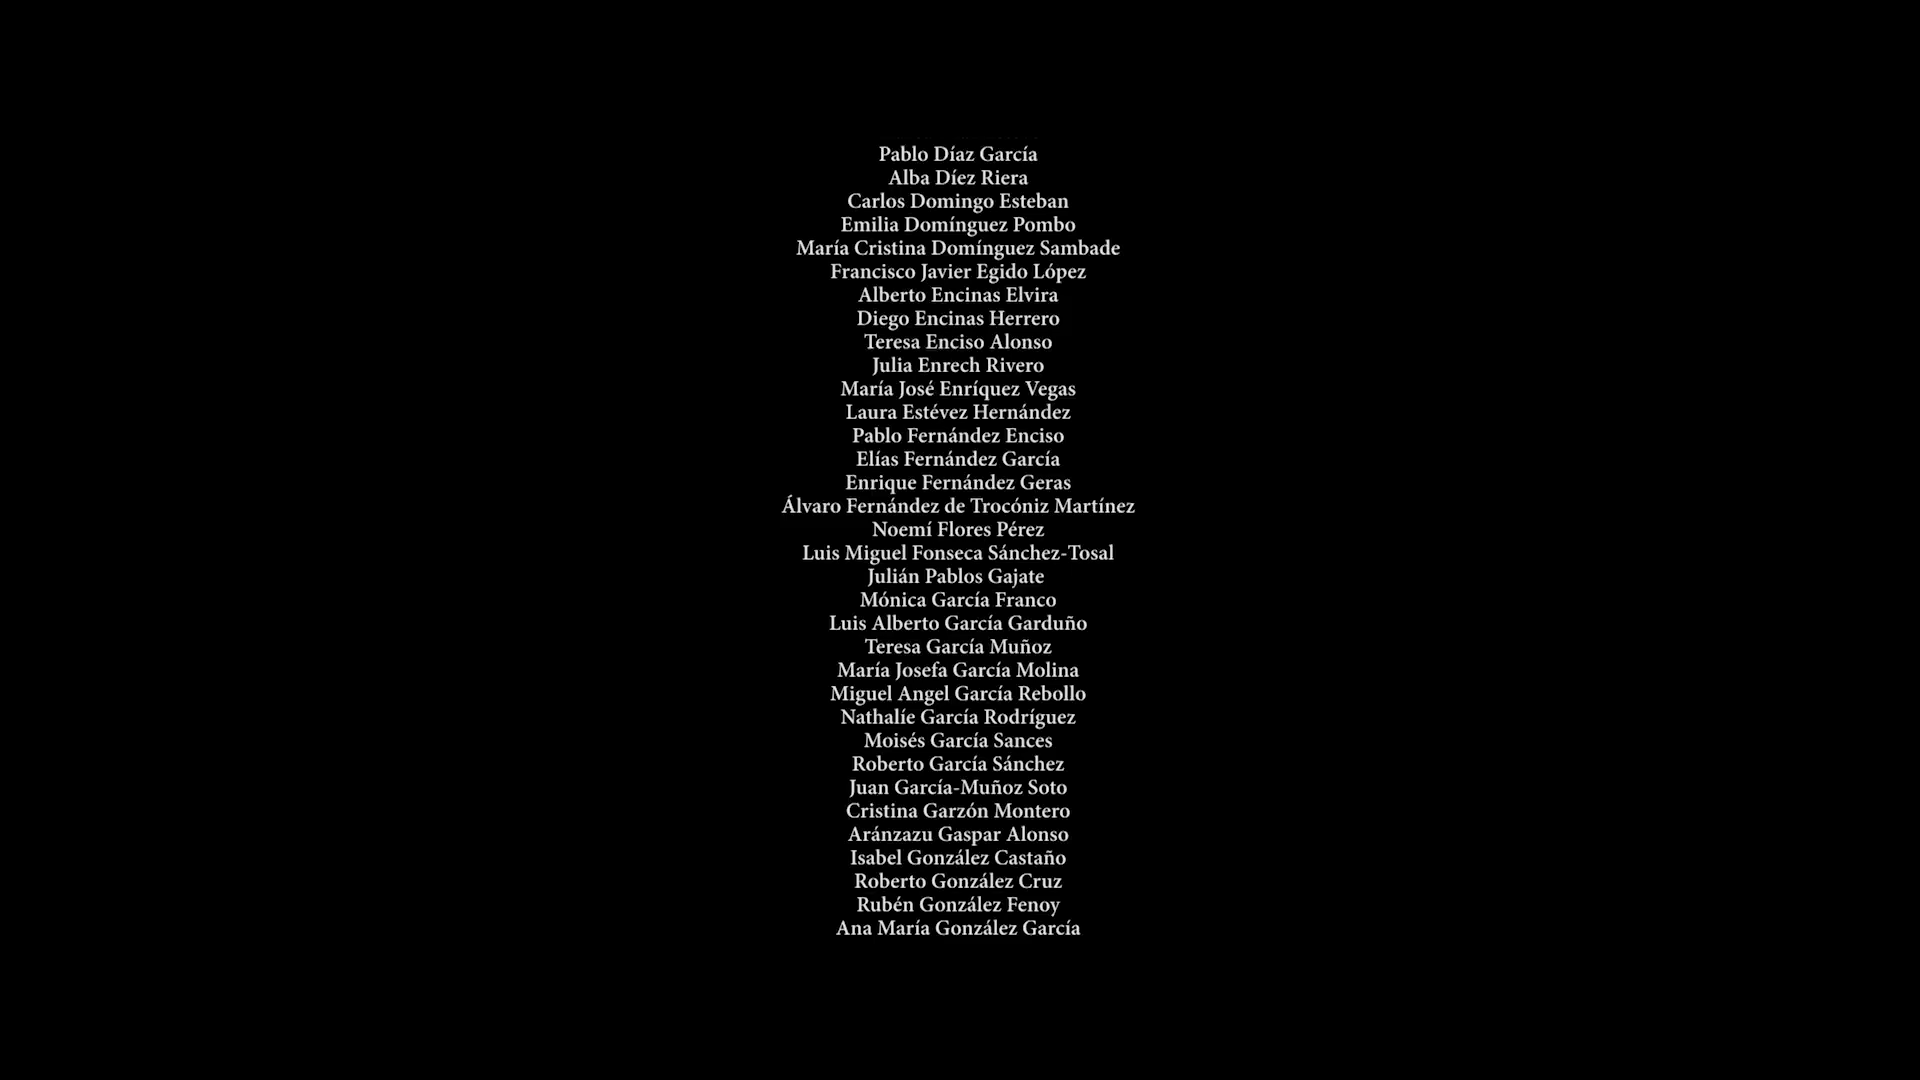 Pablo Díaz García
Alba Díez Riera
Carlos Domingo Esteban
Emilia Domínguez Pombo
María Cristina Domínguez Sambade
Francisco Javier Egido López
Alberto Encinas Elvira
Diego Encinas Herrero
Teresa Enciso Alonso
Julia Enrech Rivero
María José Enríquez Vegas
Laura Estévez Hernández
Pablo Fernández Enciso
Elías Fernández García
Enrique Fernández Geras
Álvaro Fernández de Trocóniz Martínez
Noemí Flores Pérez
Luis Miguel Fonseca Sánchez-Tosal
Julián Pablos Gajate
Mónica García Franco
Luis Alberto García Garduño
Teresa García Muñoz
María Josefa García Molina
Miguel Angel García Rebollo
Nathalíe García Rodríguez
Moisés García Sances
Roberto García Sánchez
Juan García-Muñoz Soto
Cristina Garzón Montero
Aránzazu Gaspar Alonso
Isabel González Castaño
Roberto González Cruz
Rubén González Fenoy
Ana María González García